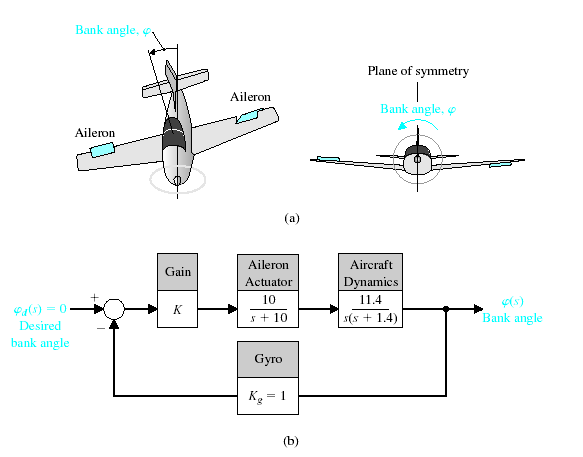 Bank angle, φ
Aileron
Aileron
Plane of symmetry
Bank angle, φ
(a)
Gain
K
Aileron
Actuator
10
s + 10
Aircraft
Dynamics
11.4
s(s + 1.4)
+
−
φd(s) = 0
Desired
bank angle
φ(s)
Bank angle
Gyro
Kg = 1
(b)